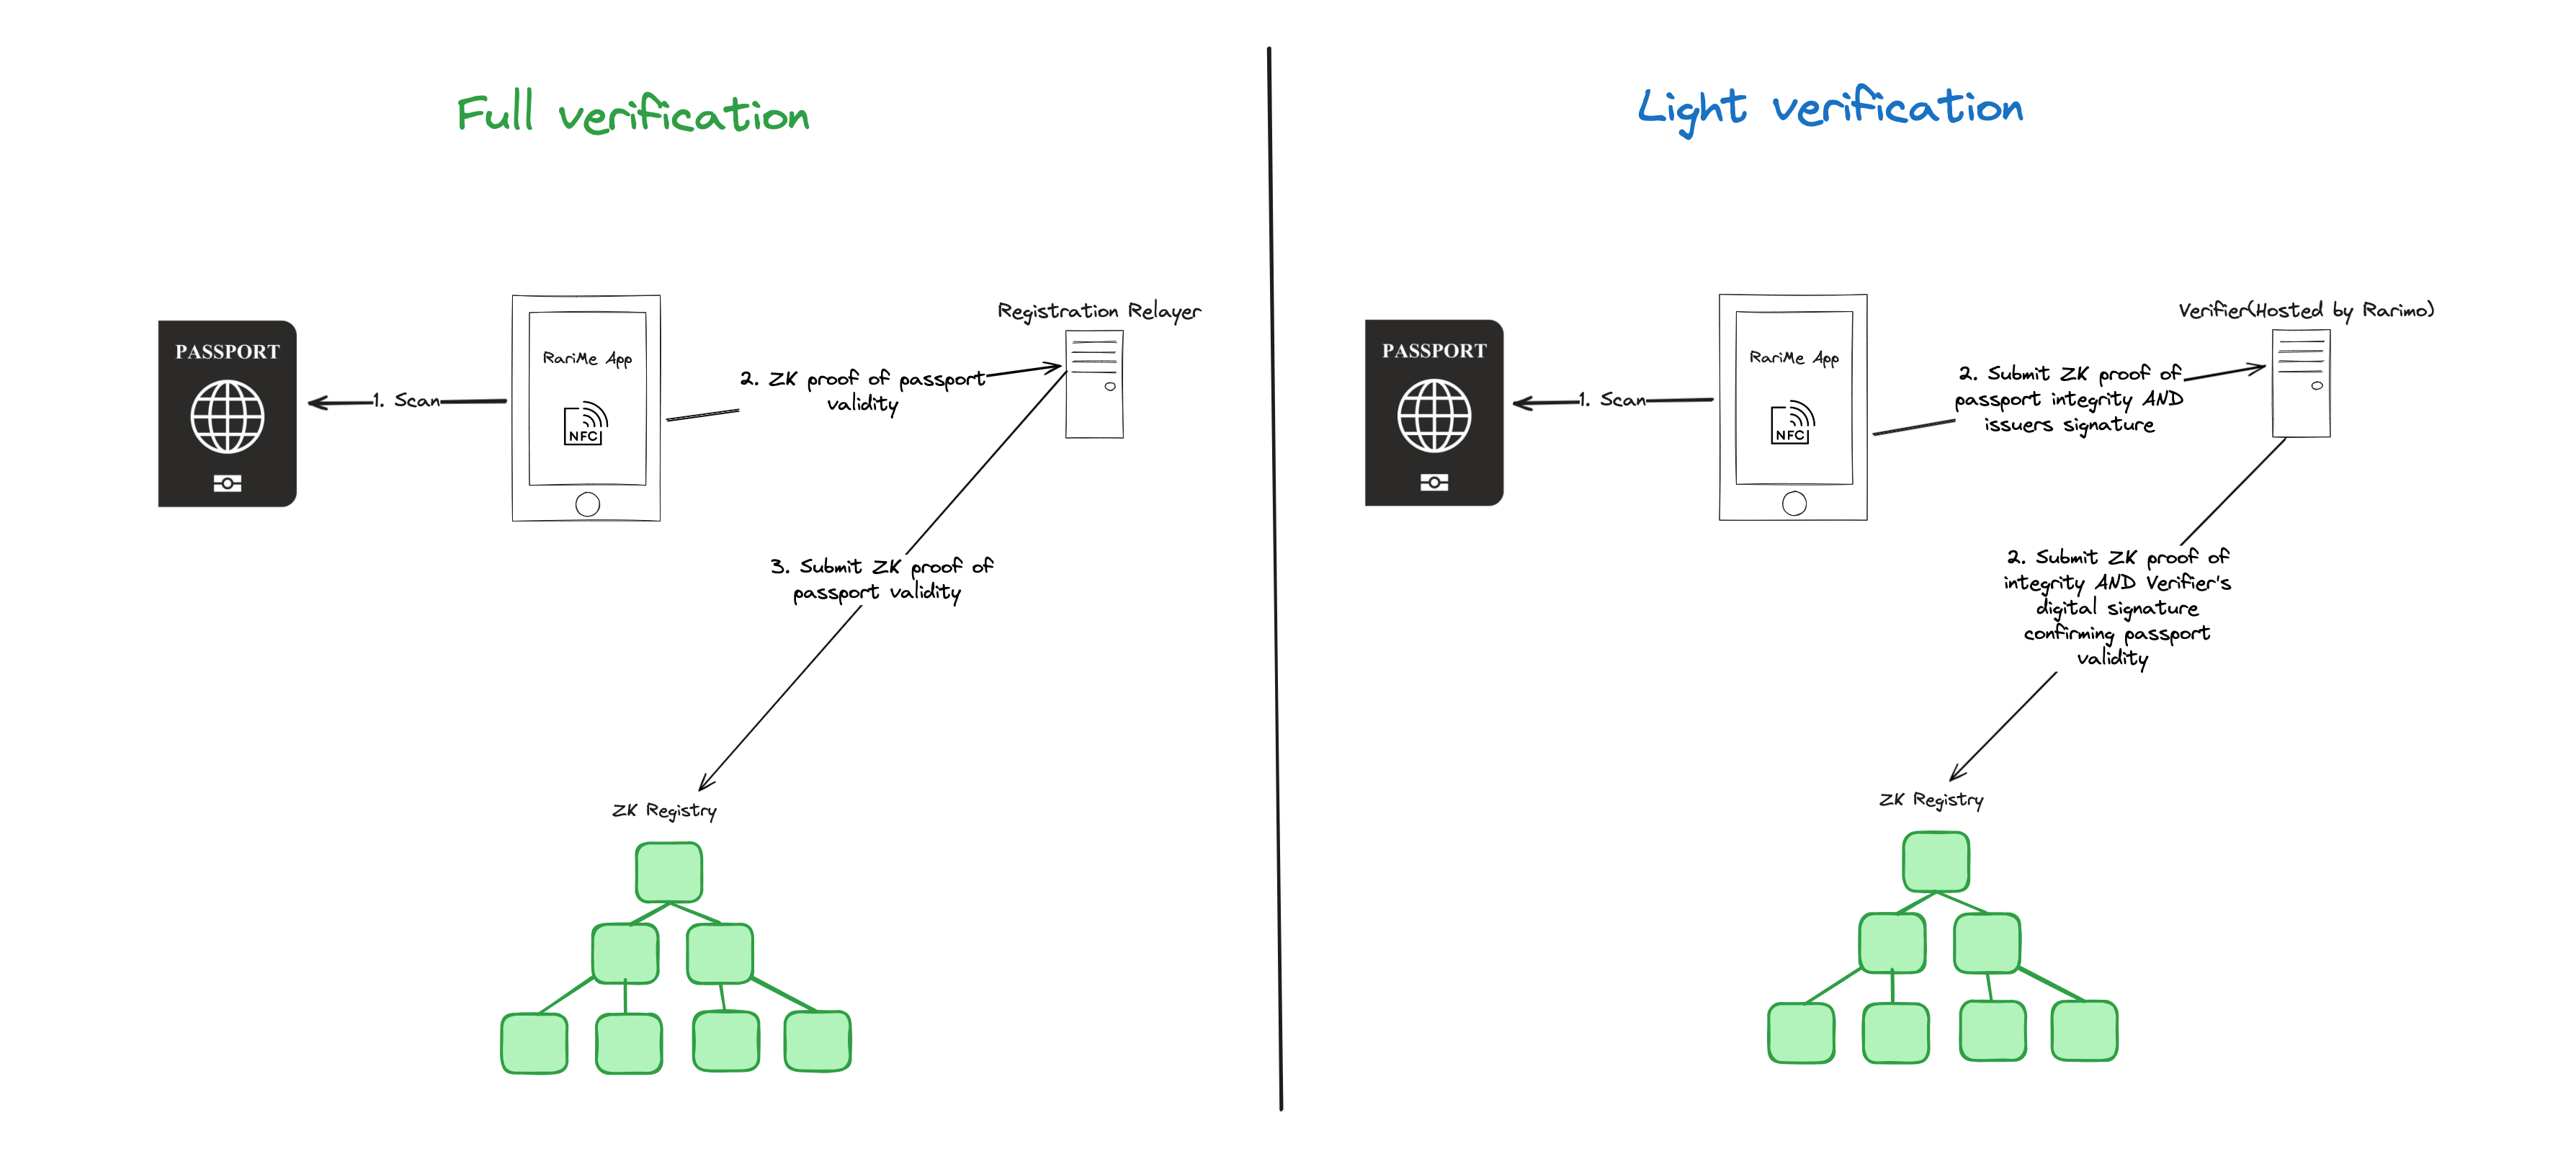 Full verification
PASSPORT
1. Scan
RariMe App
NFC
2. ZK proof of passport
validity
Registration Relayer
3. Submit ZK proof of
passport validity
ZK Registry
Light verification
PASSPORT
1. Scan
RariMe App
NFC
2. Submit ZK proof of
passport integrity AND
issuers signature
Verifier(Hosted by Rarimo)
2. Submit ZK proof of
integrity AND Verifier's
digital signature
confirming passport
validity
ZK Registry